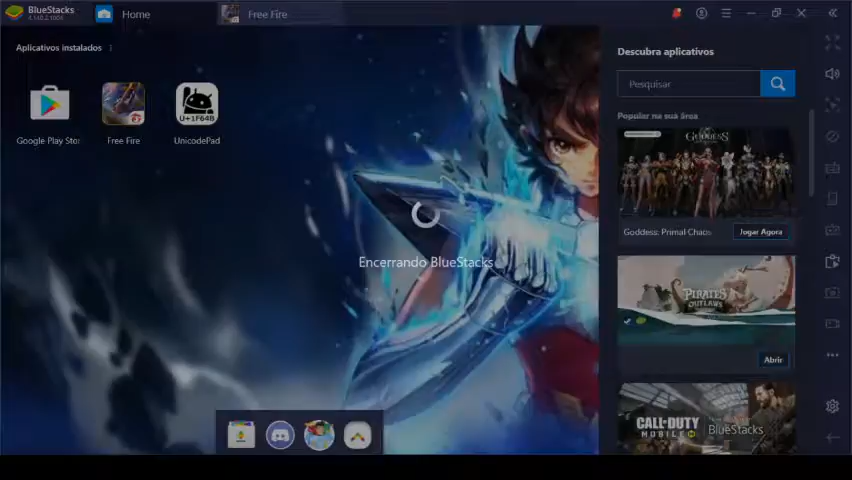 BlueStacks
Home
Free Fire
Aplicativos instalados
Descubra aplicativos
Pesquisar
Popular na sua área
U+1F64B
Google Play Stor
Free Fire
UnicodePad
GODDESS
Goddess: Primal Chaos
Jogar Agora
Encerrando BlueStacks
PIRATES
OUTLAWS
Abrir
CALL·DUTY
MOBILE
BlueStacks